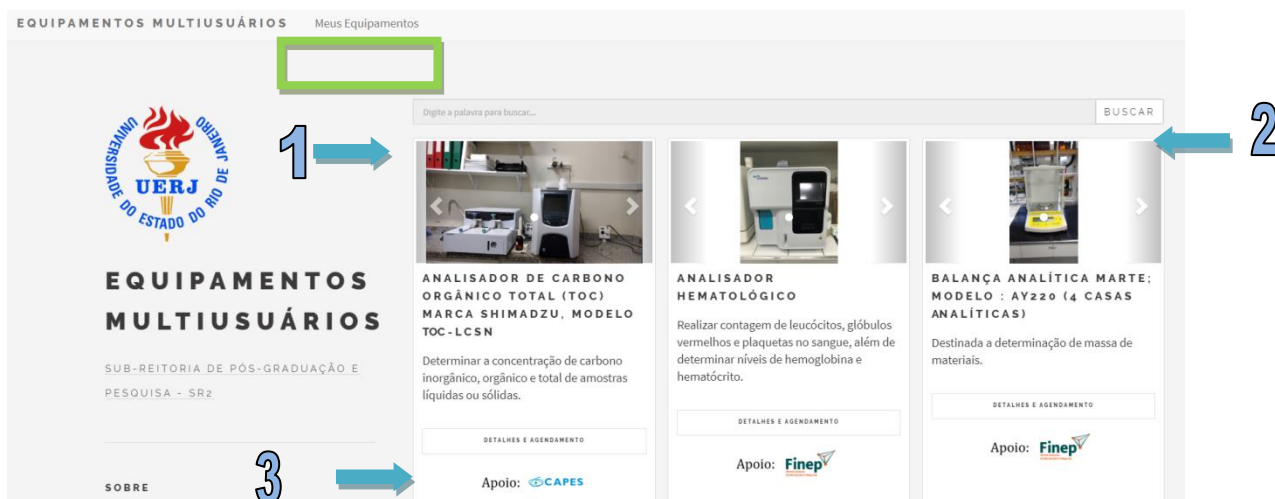 EQUIPAMENTOS MULTIUSUÁRIOS Meus Equipamentos
Digite a palavra para buscar... BUSCAR
1
2
UNIVERSIDADE DO ESTADO DO RIO DE JANEIRO
UERJ
EQUIPAMENTOS
MULTIUSUÁRIOS
SUB-REITORIA DE PÓS-GRADUAÇÃO E
PESQUISA - SR2
SOBRE
3
ANALISADOR DE CARBONO
ORGÂNICO TOTAL (TOC)
MARCA SHIMADZU, MODELO
TOC-LCSN
Determinar a concentração de carbono
inorgânico, orgânico e total de amostras
líquidas ou sólidas.
DETALHES E AGENDAMENTO
Apoio: CAPES
ANALISADOR
HEMATOLÓGICO
Realizar contagem de leucócitos, glóbulos
vermelhos e plaquetas no sangue, além de
determinar níveis de hemoglobina e
hematócrito.
DETALHES E AGENDAMENTO
Apoio: Finep
BALANÇA ANALÍTICA MARTE;
MODELO : AY220 (4 CASAS
ANALÍTICAS)
Destinada a determinação de massa de
materiais.
DETALHES E AGENDAMENTO
Apoio: Finep